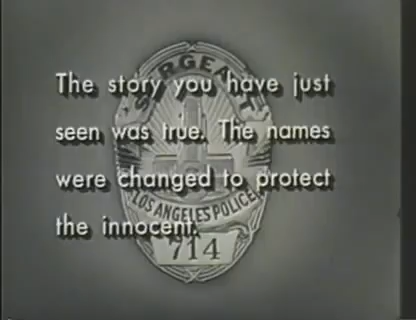 The story you have just
seen was true. The names
were changed to protect
the innocent.
SERGEANT
LOS ANGELES POLICE
714